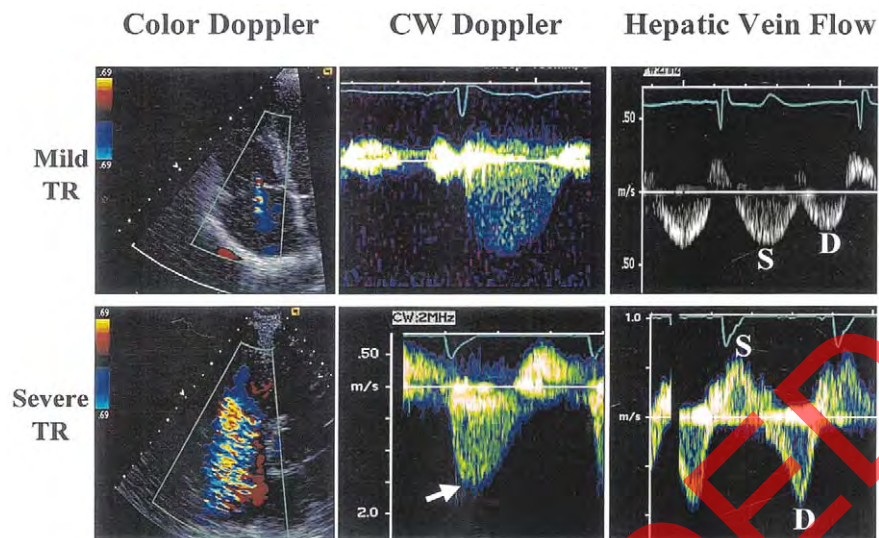 Color Doppler CW Doppler Hepatic Vein Flow
Mild
TR
.69
.69
.50
m/s
.50
S
D
Severe
TR
.69
.69
CW:2MHz
.50
m/s
2.0
1.0
m/s
S
D